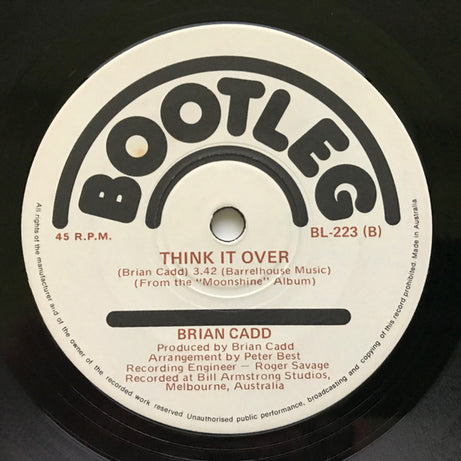 BOOTLEG
45 R.P.M.
BL-223 (B)
THINK IT OVER
(Brian Cadd) 3.42 (Barrelhouse Music)
(From the "Moonshine" Album)
BRIAN CADD
Produced by Brian Cadd
Arrangement by Peter Best
Recording Engineer — Roger Savage
Recorded at Bill Armstrong Studios,
Melbourne, Australia
All rights of the manufacturer and of the owner of the recorded work reserved Unauthorised public performance, broadcasting and copying of this record prohibited. Made in Australia